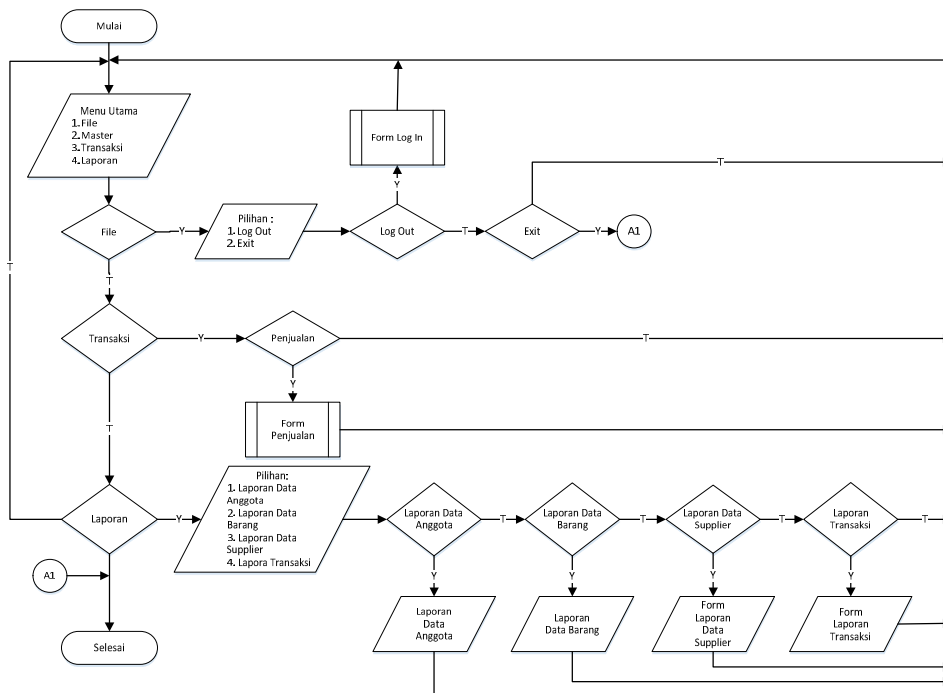 Mulai
Menu Utama
1. File
2. Master
3. Transaksi
4. Laporan
Form Log In
Y
T
File
Y
Pilihan :
1. Log Out
2. Exit
Log Out
T
Exit
Y
A1
T
T
Transaksi
Y
Penjualan
T
Y
T
Form
Penjualan
Pilihan:
1. Laporan Data
Anggota
2. Laporan Data
Barang
3. Laporan Data
Supplier
4. Lapora Transaksi
Laporan
Y
Laporan Data
Anggota
T
Laporan Data
Barang
T
Laporan Data
Supplier
T
Laporan
Transaksi
T
A1
Y
Y
Y
Y
Laporan
Data
Anggota
Laporan
Data Barang
Form
Laporan
Data
Supplier
Form
Laporan
Transaksi
Selesai